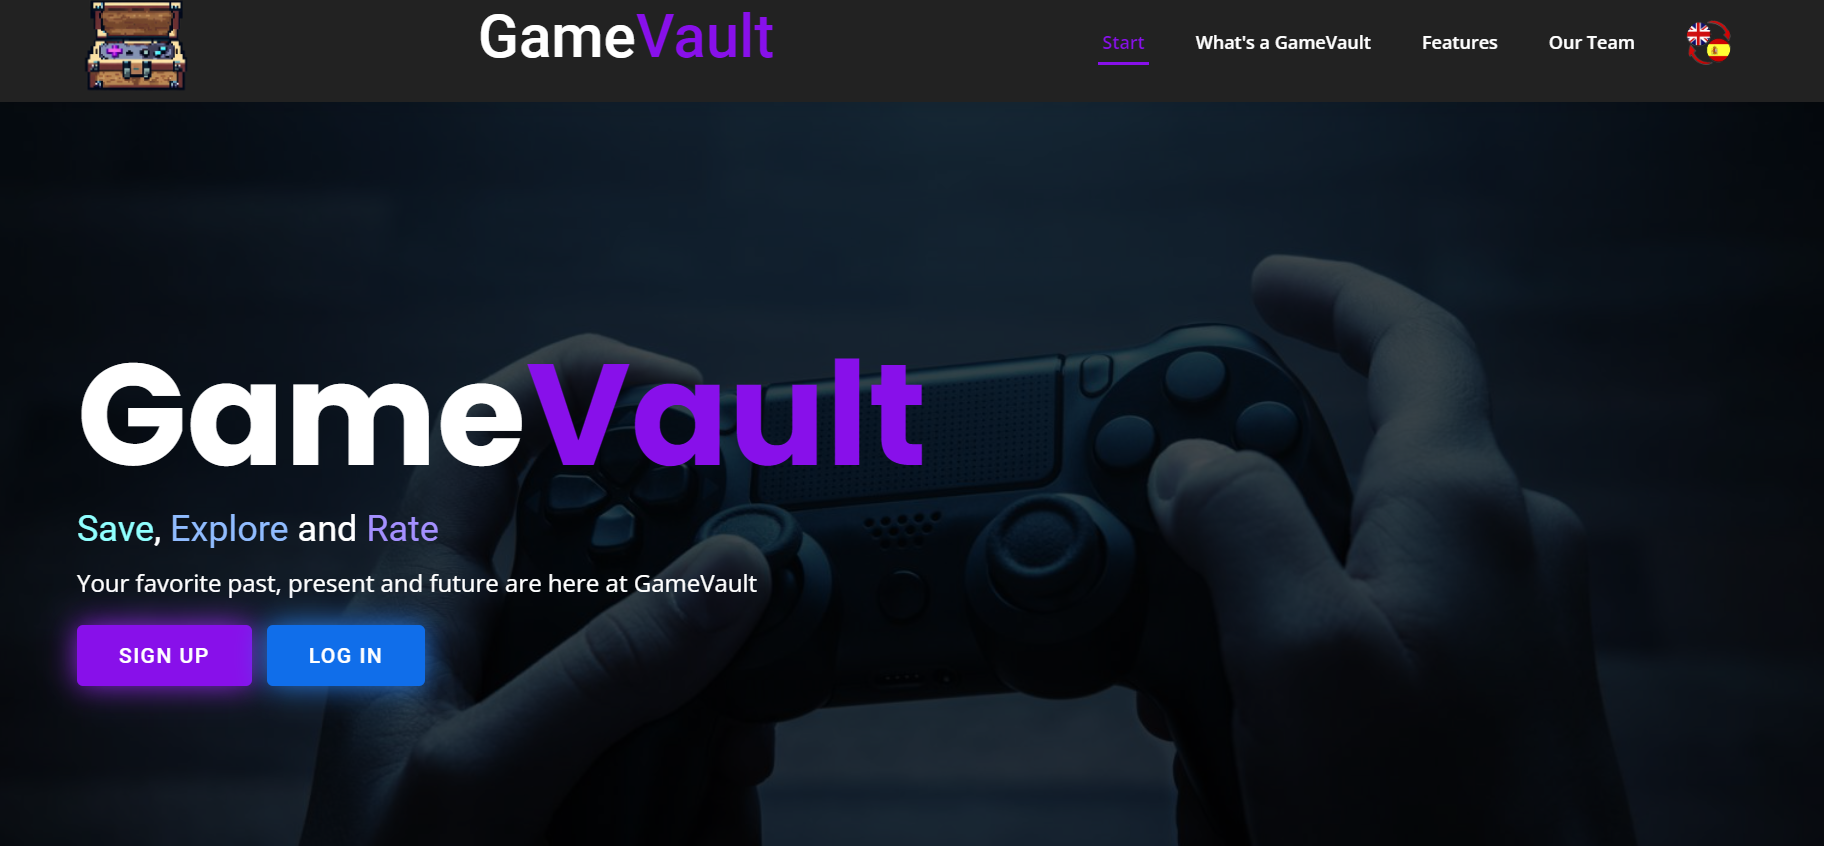 GameVault
Start
What's a GameVault
Features
Our Team
GameVault
Save, Explore and Rate
Your favorite past, present and future are here at GameVault
SIGN UP
LOG IN